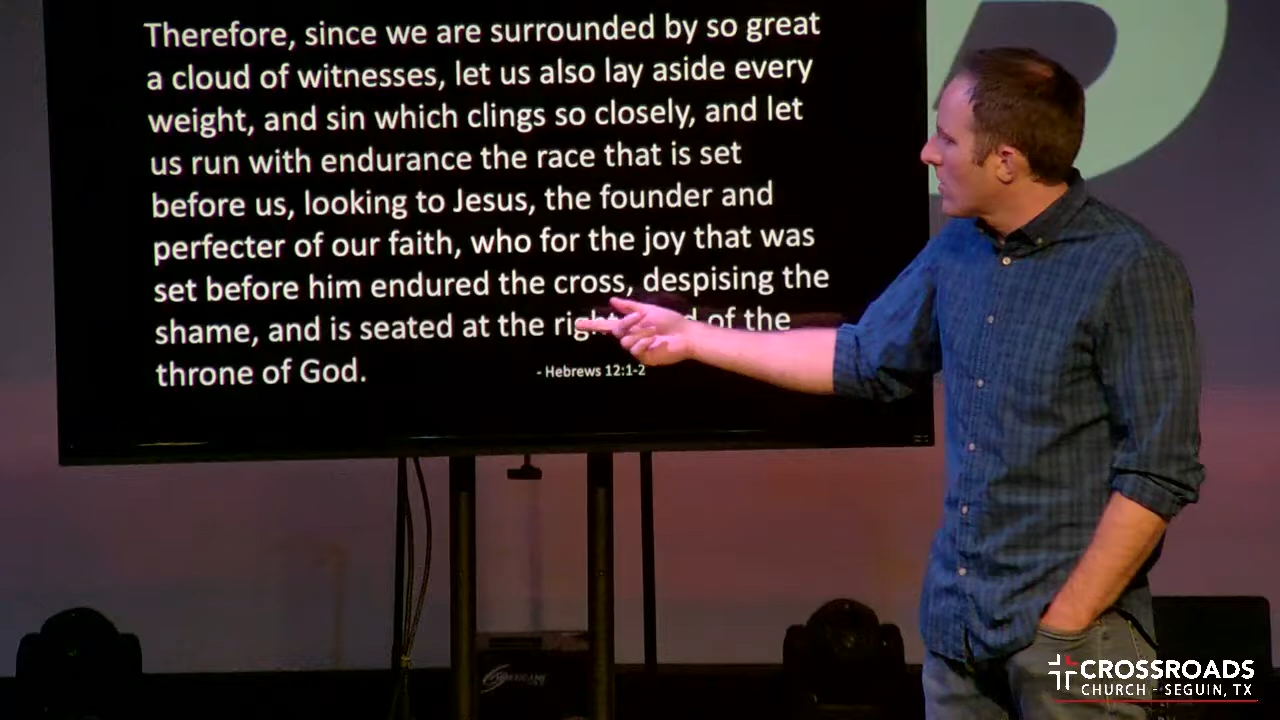 Therefore, since we are surrounded by so great
a cloud of witnesses, let us also lay aside every
weight, and sin which clings so closely, and let
us run with endurance the race that is set
before us, looking to Jesus, the founder and
perfecter of our faith, who for the joy that was
set before him endured the cross, despising the
shame, and is seated at the right of the
throne of God.
- Hebrews 12:1-2
CROSSROADS
CHURCH - SEGUIN, TX